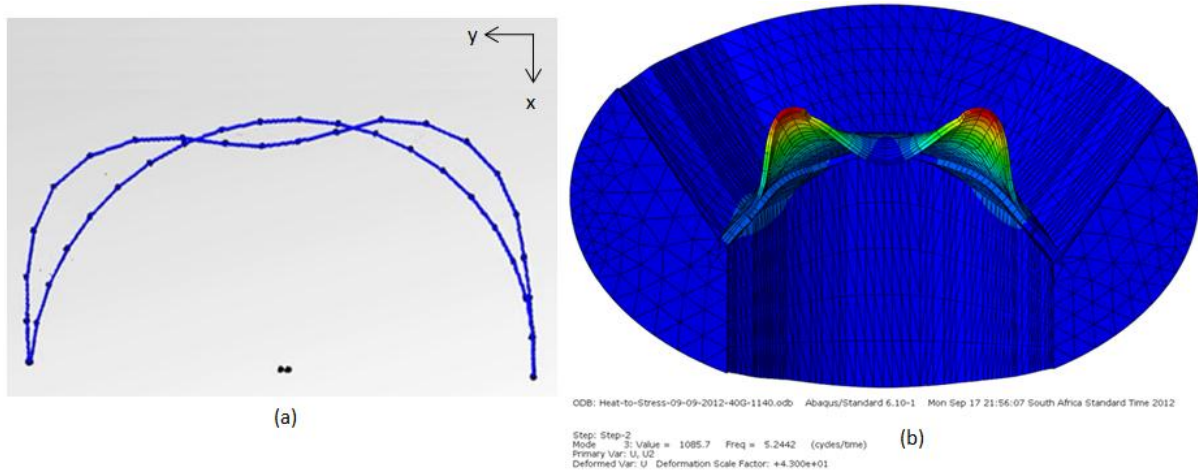 y
x
(a)
ODB: Heat-to-Stress-09-09-2012-40G-1140.odb Abaqus/Standard 6.10-1 Mon Sep 17 21:56:07 South Africa Standard Time 2012
Step: Step-2
Mode 3: Value = 1085.7 Freq = 5.2442 (cycles/time)
Primary Var: U, U2
Deformed Var: U Deformation Scale Factor: +4.300e+01
(b)